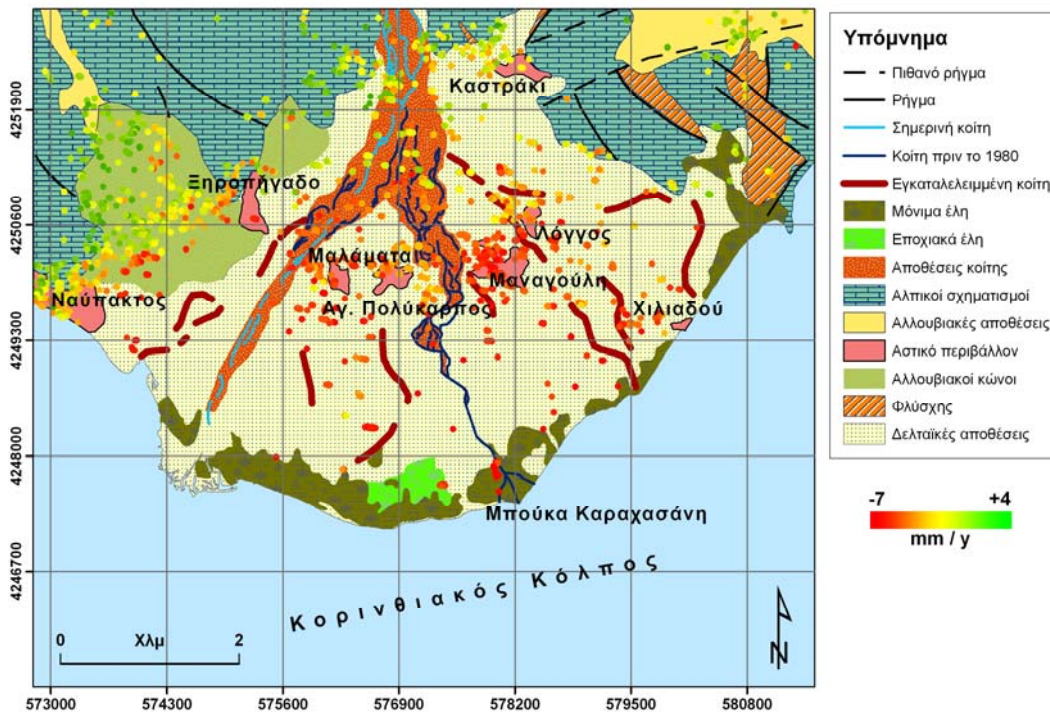 Υπόμνημα
Πιθανό ρήγμα
Ρήγμα
Σημερινή κοίτη
Κοίτη πριν το 1980
Εγκαταλελειμμένη κοίτη
Μόνιμα έλη
Εποχιακά έλη
Αποθέσεις κοίτης
Αλπικοί σχηματισμοί
Αλλουβιακές αποθέσεις
Αστικό περιβάλλον
Αλλουβιακοί κώνοι
Φλύσχης
Δελταϊκές αποθέσεις
-7 +4
mm / y
Καστράκι
Ξηροπήγαδο
Λόγγος
Μαλάματα
Μαναγούλη
Ναύπακτος
Αγ. Πολύκαρπος
Χιλιαδού
Μπούκα Καραχασάνη
Κορινθιακός Κόλπος
0 Χλμ 2
N
4251900
4250600
4249300
4248000
4246700
573000 574300 575600 576900 578200 579500 580800